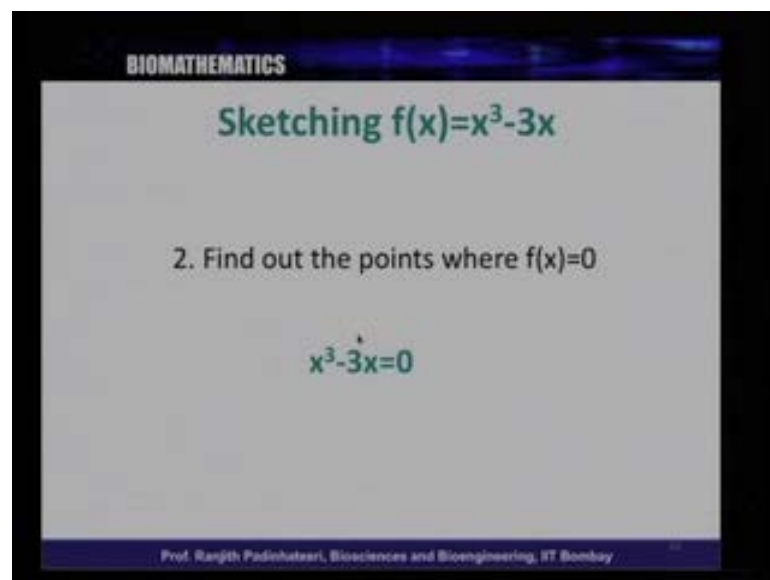 BIOMATHEMATICS
Sketching f(x)=x³-3x
2. Find out the points where f(x)=0
x³-3x=0
Prof. Ranjith Padinhateeri, Biosciences and Bioengineering, IIT Bombay